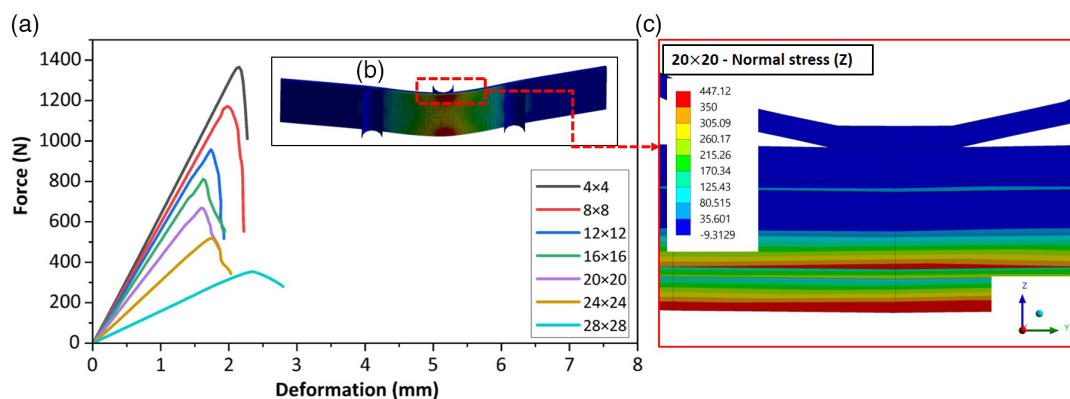 (a)
Force (N)
1400
1200
1000
800
600
400
200
0
0 1 2 3 4 5 6 7 8
Deformation (mm)
(b)
4×4
8×8
12×12
16×16
20×20
24×24
28×28
(c)
20×20 - Normal stress (Z)
447.12
350
305.09
260.17
215.26
170.34
125.43
80.515
35.601
-9.3129
Z
X
Y